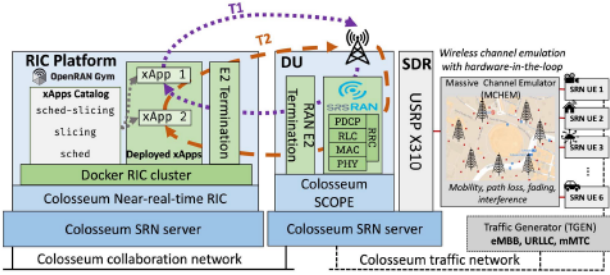 T1
T2
RIC Platform
OpenRAN Gym
xApps Catalog
sched-slicing
slicing
sched
xApp 1
xApp 2
Deployed xApps
E2 Termination
Docker RIC cluster
Colosseum Near-real-time RIC
Colosseum SRN server
DU
RAN E2 Termination
srsRAN
PDCP
RLC
MAC
PHY
RRC
Colosseum
SCOPE
Colosseum SRN server
SDR
USRP X310
Wireless channel emulation
with hardware-in-the-loop
Massive Channel Emulator
(MCHEM)
Mobility, path loss, fading,
interference
SRN UE 1
SRN UE 2
SRN UE 3
SRN UE 6
Traffic Generator (TGEN)
eMBB, URLLC, mMTC
Colosseum collaboration network
Colosseum traffic network